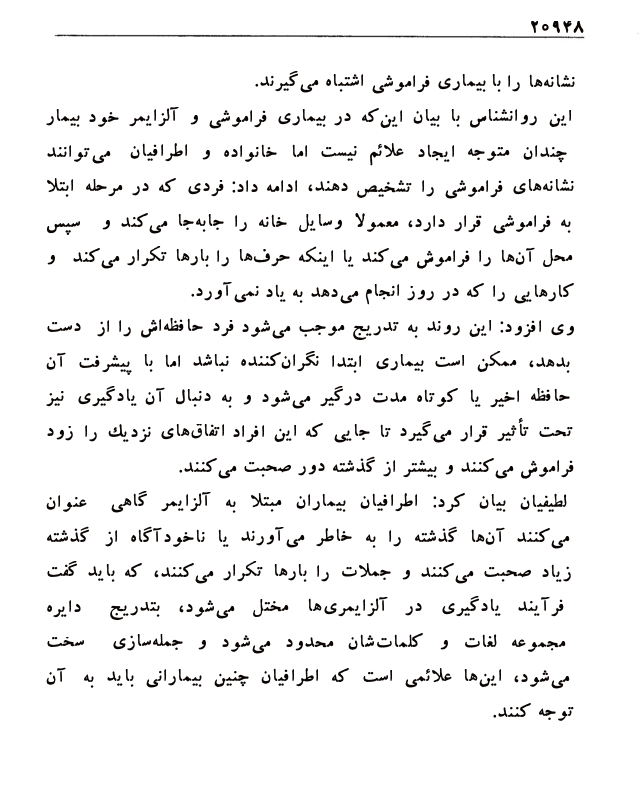 ۲۰۹۴۸
نشانه‌ها را با بیماری فراموشی اشتباه می‌گیرند.
این روانشناس با بیان این‌که در بیماری فراموشی و آلزایمر خود بیمار
چندان متوجه ایجاد علائم نیست اما خانواده و اطرافیان می‌توانند
نشانه‌های فراموشی را تشخیص دهند، ادامه داد: فردی که در مرحله ابتلا
به فراموشی قرار دارد، معمولا وسایل خانه را جابه‌جا می‌کند و سپس
محل آن‌ها را فراموش می‌کند یا اینکه حرف‌ها را بارها تکرار می‌کند و
کارهایی را که در روز انجام می‌دهد به یاد نمی‌آورد.
وی افزود: این روند به تدریج موجب می‌شود فرد حافظه‌اش را از دست
بدهد، ممکن است بیماری ابتدا نگران‌کننده نباشد اما با پیشرفت آن
حافظه اخیر یا کوتاه مدت درگیر می‌شود و به دنبال آن یادگیری نیز
تحت تأثیر قرار می‌گیرد تا جایی که این افراد اتفاق‌های نزدیك را زود
فراموش می‌کنند و بیشتر از گذشته دور صحبت می‌کنند.
لطیفیان بیان کرد: اطرافیان بیماران مبتلا به آلزایمر گاهی عنوان
می‌کنند آن‌ها گذشته را به خاطر می‌آورند یا ناخودآگاه از گذشته
زیاد صحبت می‌کنند و جملات را بارها تکرار می‌کنند، که باید گفت
فرآیند یادگیری در آلزایمری‌ها مختل می‌شود، بتدریج دایره
مجموعه لغات و کلمات‌شان محدود می‌شود و جمله‌سازی سخت
می‌شود، این‌ها علائمی است که اطرافیان چنین بیمارانی باید به آن
توجه کنند.